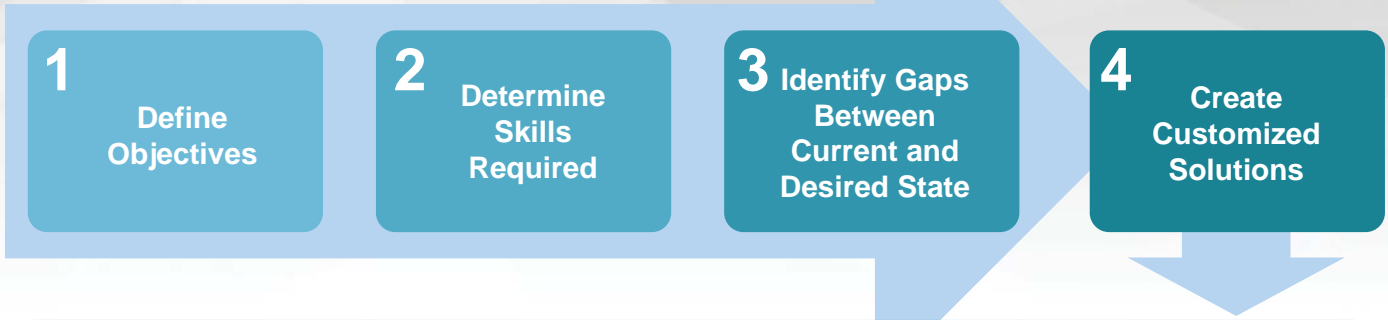 1
Define
Objectives
2
Determine
Skills
Required
3
Identify Gaps
Between
Current and
Desired State
4
Create
Customized
Solutions